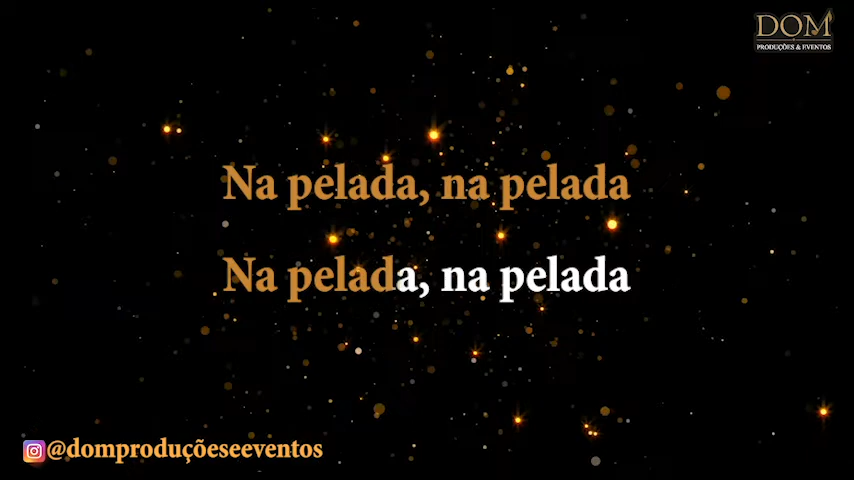 DOM
PRODUÇÕES & EVENTOS
Na pelada, na pelada
Na pelada, na pelada
@domproduçõeseeventos